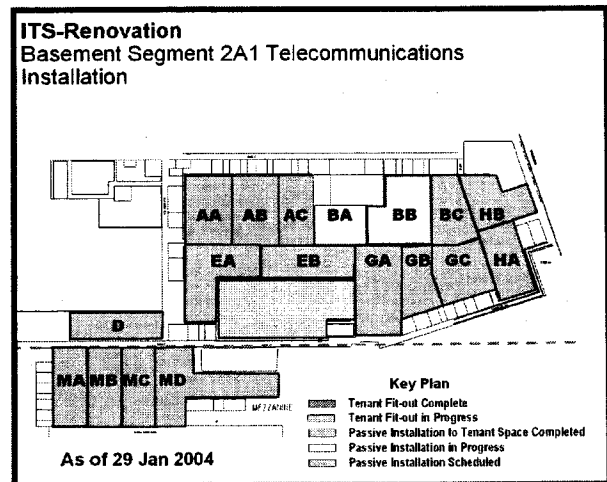 ITS-Renovation
Basement Segment 2A1 Telecommunications
Installation
AA AB AC BA BB BC HB
EA EB GA GB GC HA
D
MA MB MC MD
MEZZANINE
Key Plan
Tenant Fit-out Complete
Tenant Fit-out in Progress
Passive Installation to Tenant Space Completed
Passive Installation in Progress
Passive Installation Scheduled
As of 29 Jan 2004